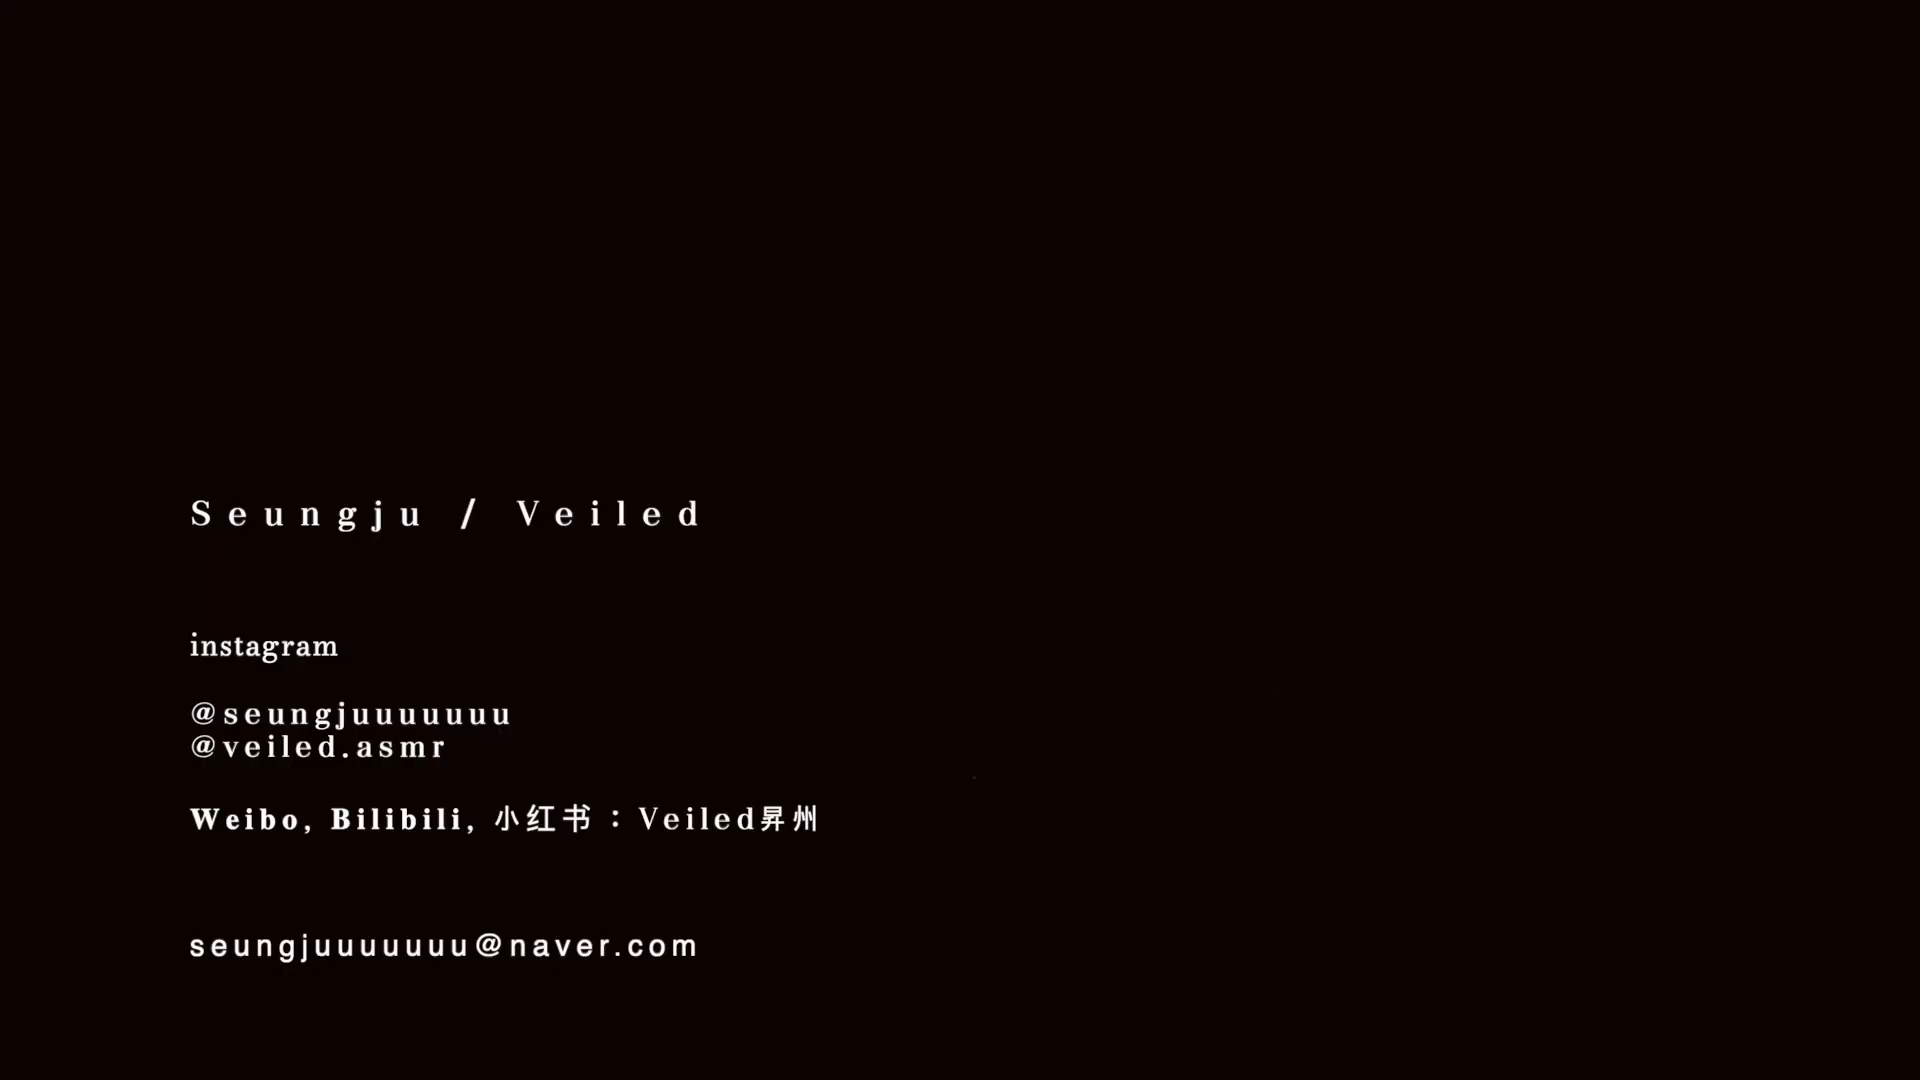 Seungju / Veiled
instagram
@seungjuuuuuuu
@veiled.asmr
Weibo, Bilibili, 小红书 : Veiled昇州
seungjuuuuuuu@naver.com